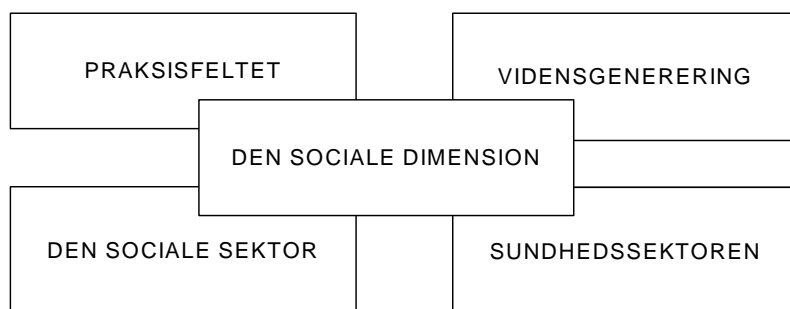 PRAKSISFELTET
VIDENSGENERERING
DEN SOCIALE DIMENSION
DEN SOCIALE SEKTOR
SUNDHEDSSEKTOREN